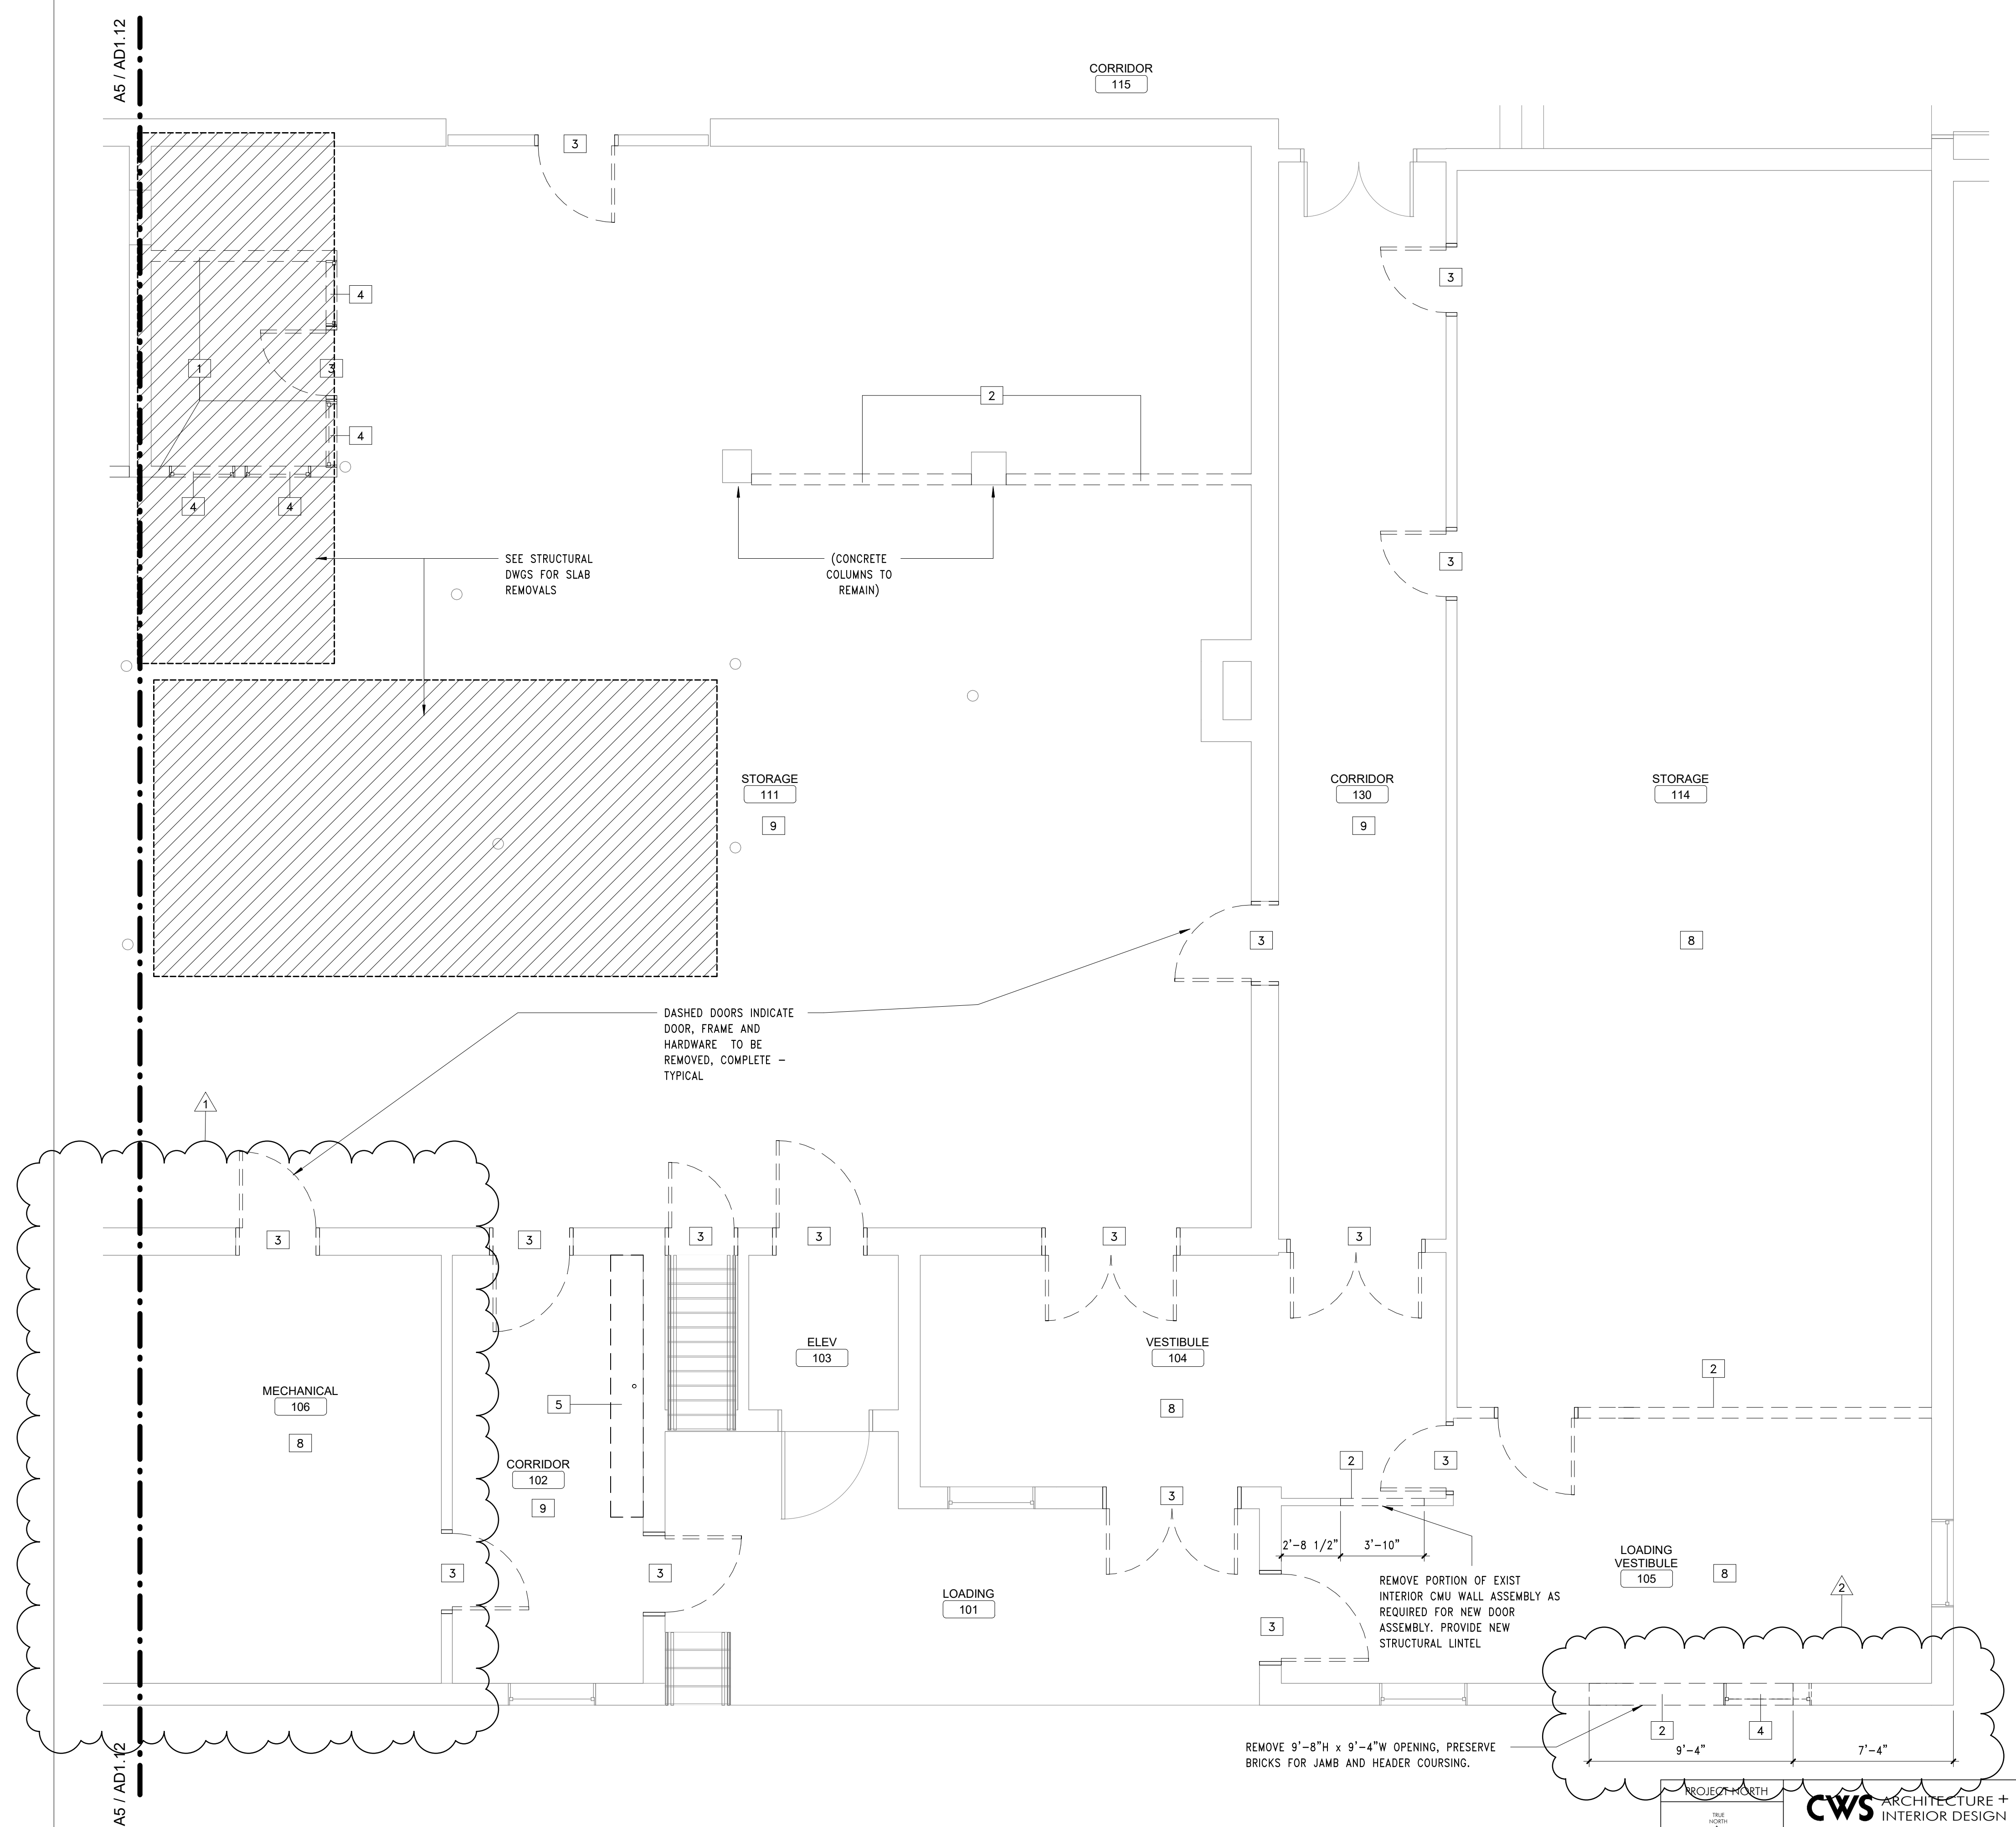 A5 / AD1.12
CORRIDOR
115
3
3
4
1
3
4
2
4
4
3
SEE STRUCTURAL
DWGS FOR SLAB
REMOVALS
(CONCRETE
COLUMNS TO
REMAIN)
STORAGE
111
9
CORRIDOR
130
9
STORAGE
114
8
3
DASHED DOORS INDICATE
DOOR, FRAME AND
HARDWARE TO BE
REMOVED, COMPLETE –
TYPICAL
1
3
3
3
3
3
3
ELEV
103
VESTIBULE
104
8
2
MECHANICAL
106
8
5
CORRIDOR
102
9
2
3
3
2'-8 1/2"
3'-10"
3
3
LOADING
101
3
REMOVE PORTION OF EXIST
INTERIOR CMU WALL ASSEMBLY AS
REQUIRED FOR NEW DOOR
ASSEMBLY. PROVIDE NEW
STRUCTURAL LINTEL
LOADING
VESTIBULE
105
8
2
2
4
REMOVE 9'-8"H x 9'-4"W OPENING, PRESERVE
BRICKS FOR JAMB AND HEADER COURSING.
9'-4"
7'-4"
A5 / AD1.12
PROJECT NORTH
TRUE
NORTH
CWS ARCHITECTURE +
INTERIOR DESIGN